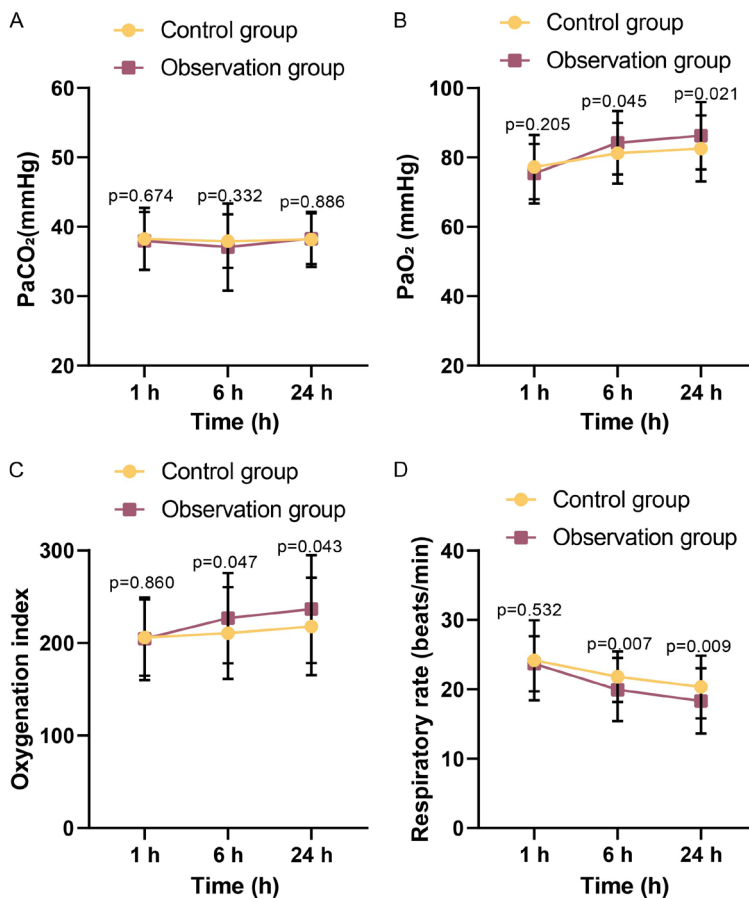 A
Control group
Observation group
60
50
40
30
20
PaCO₂(mmHg)
p=0.674
p=0.332
p=0.886
1 h
6 h
24 h
Time (h)
B
Control group
Observation group
100
80
60
40
20
PaO₂ (mmHg)
p=0.205
p=0.045
p=0.021
1 h
6 h
24 h
Time (h)
C
Control group
Observation group
300
200
100
0
Oxygenation index
p=0.860
p=0.047
p=0.043
1 h
6 h
24 h
Time (h)
D
Control group
Observation group
40
30
20
10
0
Respiratory rate (beats/min)
p=0.532
p=0.007
p=0.009
1 h
6 h
24 h
Time (h)